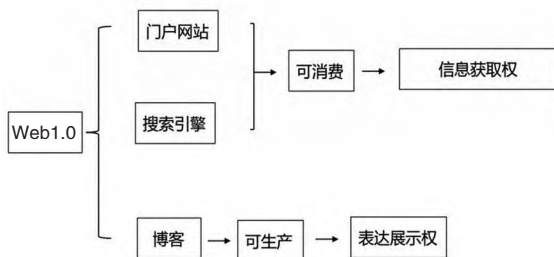 门户网站
可消费
信息获取权
搜索引擎
Web1.0
博客
可生产
表达展示权